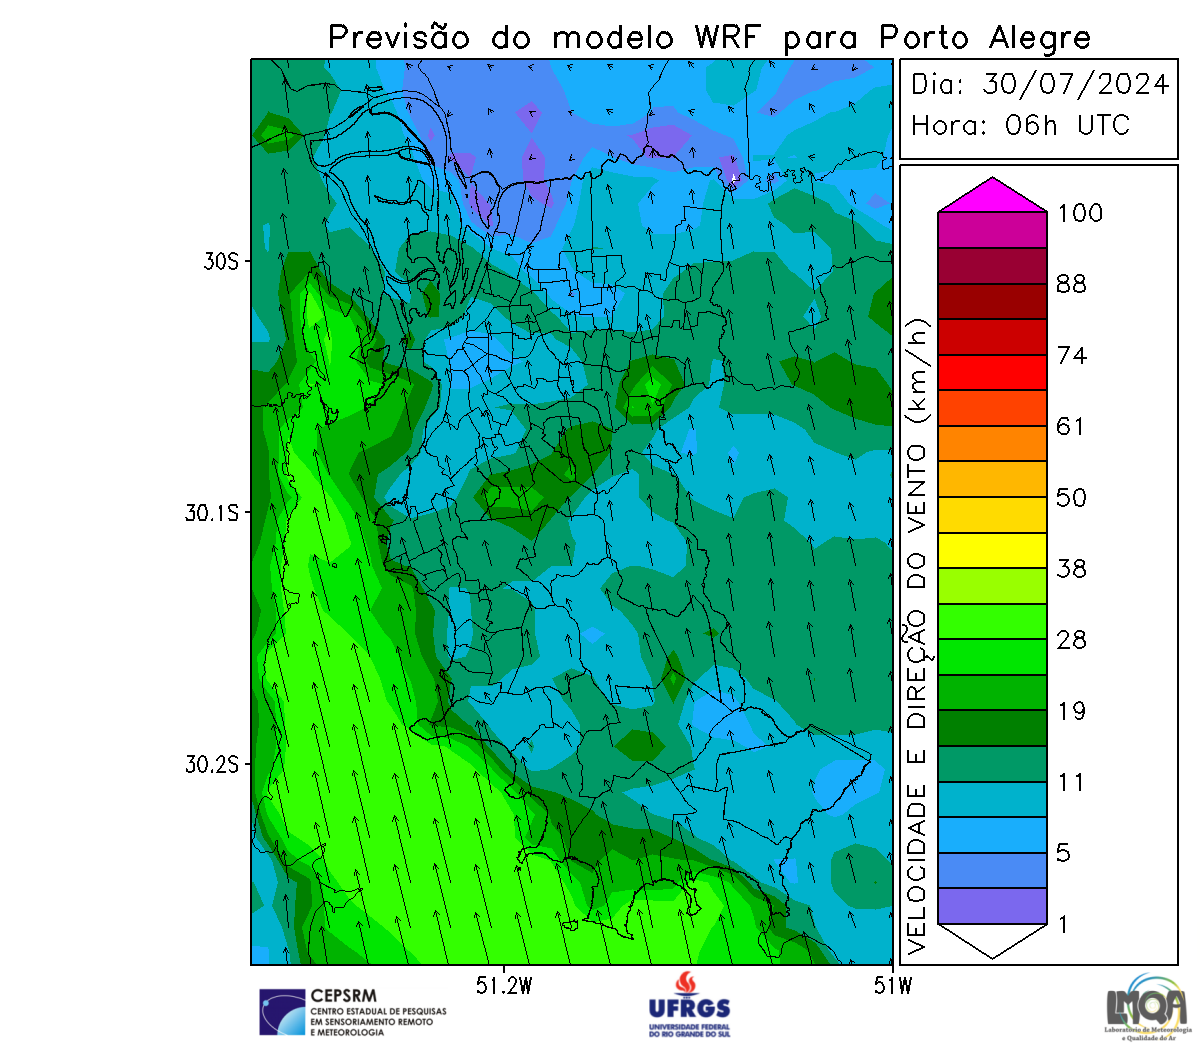 Previsão do modelo WRF para Porto Alegre
Dia: 30/07/2024
Hora: 06h UTC
30S
30.1S
30.2S
51.2W
51W
VELOCIDADE E DIREÇÃO DO VENTO (km/h)
100
88
74
61
50
38
28
19
11
5
1
CEPSRM
CENTRO ESTADUAL DE PESQUISAS
EM SENSORIAMENTO REMOTO
E METEOROLOGIA
UFRGS
UNIVERSIDADE FEDERAL
DO RIO GRANDE DO SUL
LMQA
Laboratório de Meteorologia
e Qualidade do Ar